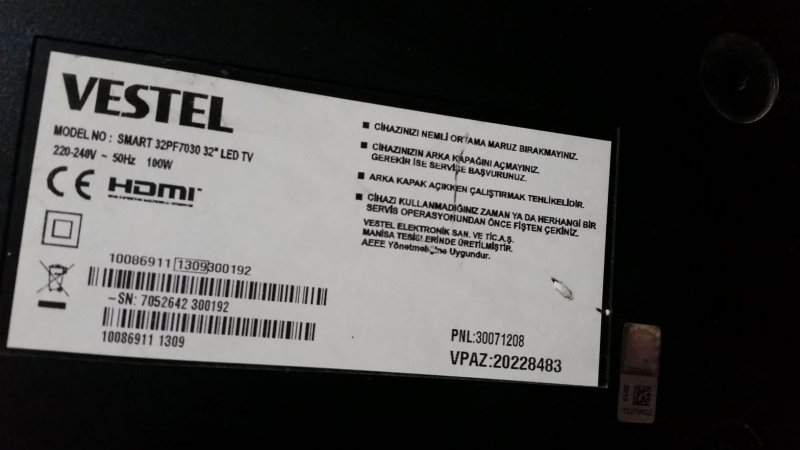 VESTEL
MODEL NO : SMART 32PF7030 32" LED TV
220-240V ~ 50Hz 100W
CE HDMI
10086911 1309 300192
-SN: 7052642 300192
10086911 1309
■ CİHAZINIZI NEMLİ ORTAMA MARUZ BIRAKMAYINIZ.
■ CİHAZINIZIN ARKA KAPAĞINI AÇMAYINIZ.
GEREKİR İSE SERVİSE BAŞVURUNUZ.
■ ARKA KAPAK AÇIKKEN ÇALIŞTIRMAK TEHLİKELİDİR.
■ CİHAZI KULLANMADIĞINIZ ZAMAN YA DA HERHANGİ BİR
SERVİS OPERASYONUNDAN ÖNCE FİŞTEN ÇEKİNİZ.
VESTEL ELEKTRONİK SAN. VE TİC.A.Ş.
MANİSA TESİSLERİNDE ÜRETİLMİŞTİR.
AEEE Yönetmeliğine Uygundur.
PNL:30071208
VPAZ:20228483